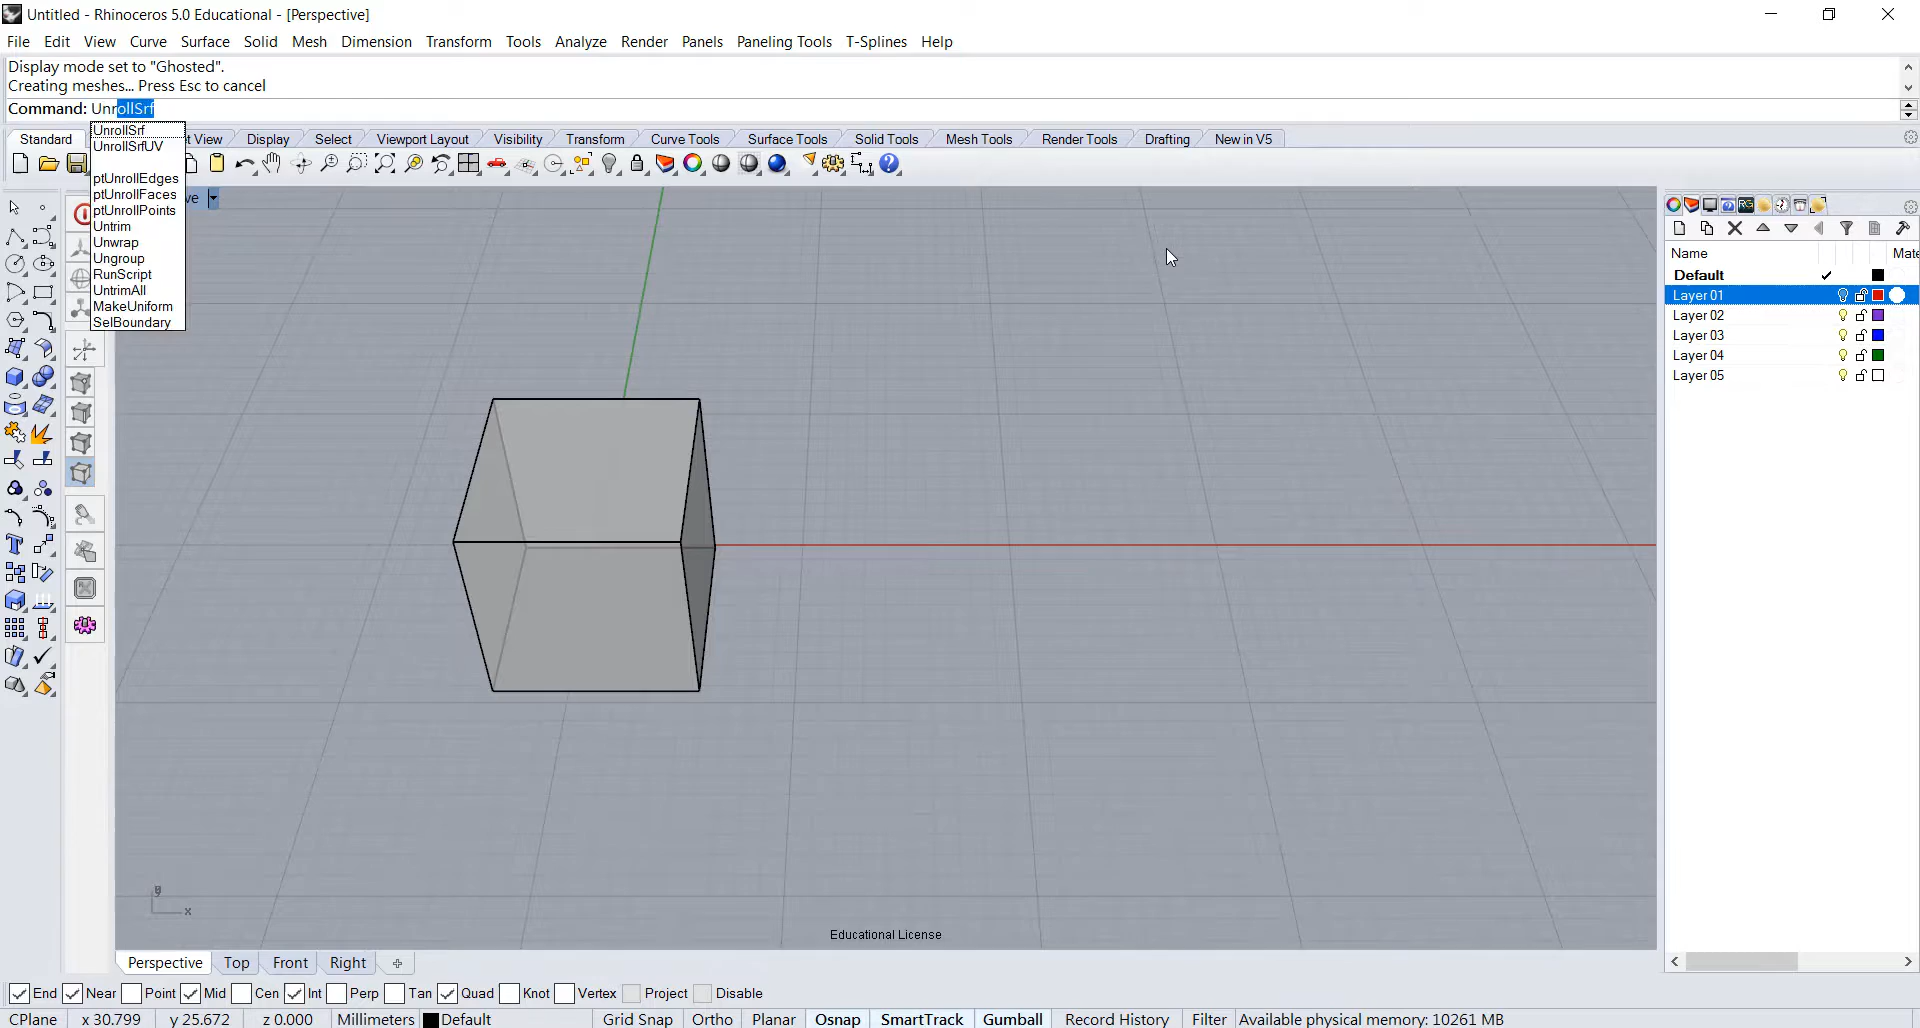 Untitled - Rhinoceros 5.0 Educational - [Perspective]
File Edit View Curve Surface Solid Mesh Dimension Transform Tools Analyze Render Panels Paneling Tools T-Splines Help
Display mode set to "Ghosted".
Creating meshes... Press Esc to cancel
Command: UnrollSrf
Standard et View Display Select Viewport Layout Visibility Transform Curve Tools Surface Tools Solid Tools Mesh Tools Render Tools Drafting New in V5
UnrollSrf
UnrollSrfUV
ptUnrollEdges
ptUnrollFaces
ptUnrollPoints
Untrim
Unwrap
Ungroup
RunScript
UntrimAll
MakeUniform
SelBoundary
ve
Name Mate
Default
Layer 01
Layer 02
Layer 03
Layer 04
Layer 05
x
Educational License
Perspective Top Front Right
End Near Point Mid Cen Int Perp Tan Quad Knot Vertex Project Disable
CPlane x 30.799 y 25.672 z 0.000 Millimeters Default Grid Snap Ortho Planar Osnap SmartTrack Gumball Record History Filter Available physical memory: 10261 MB